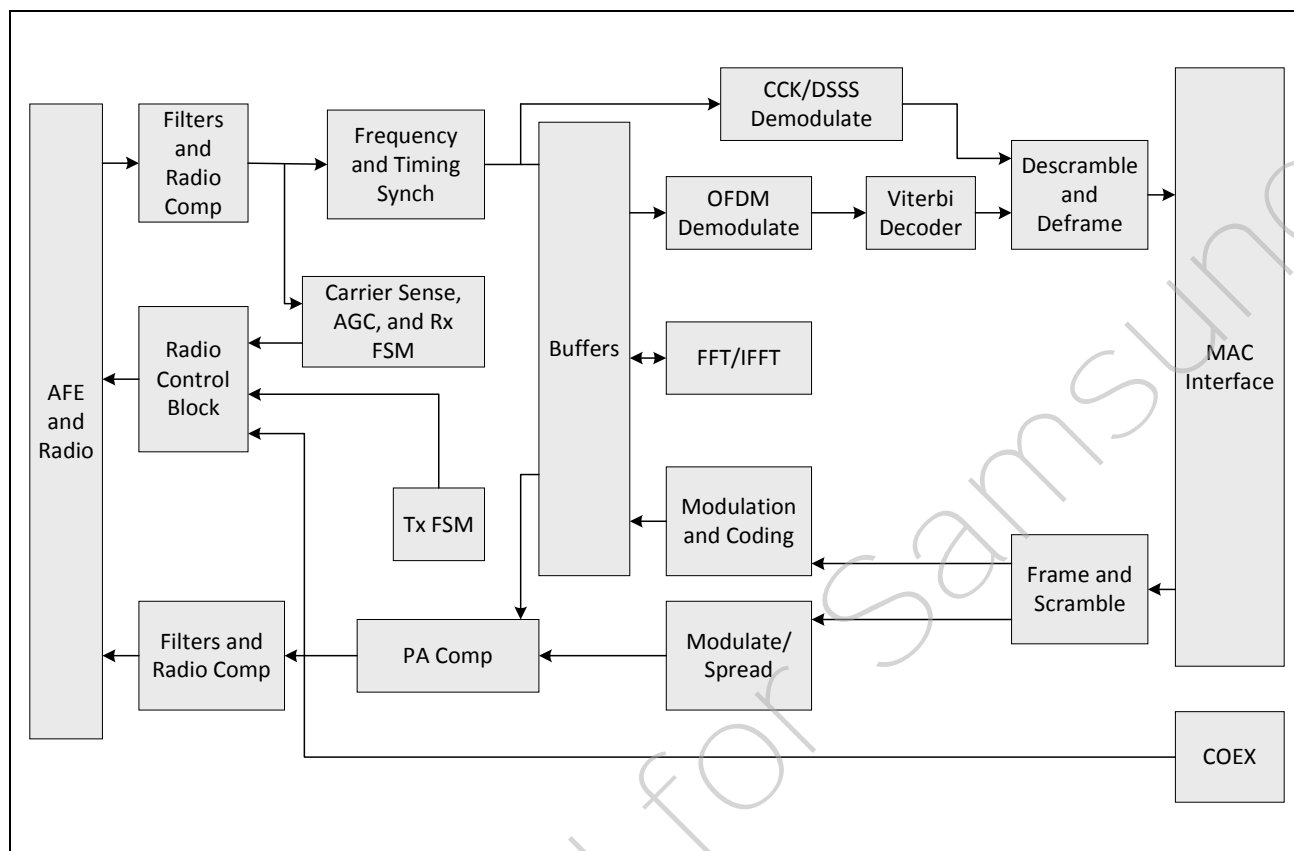 CCK/DSSS
Demodulate
Filters
and
Radio
Comp
Frequency
and Timing
Synch
Descramble
and
Deframe
OFDM
Demodulate
Viterbi
Decoder
Carrier Sense,
AGC, and Rx
FSM
Radio
Control
Block
Buffers
FFT/IFFT
MAC
Interface
AFE
and
Radio
Modulation
and Coding
Tx FSM
Frame and
Scramble
Filters and
Radio Comp
PA Comp
Modulate/
Spread
COEX
for Samsung